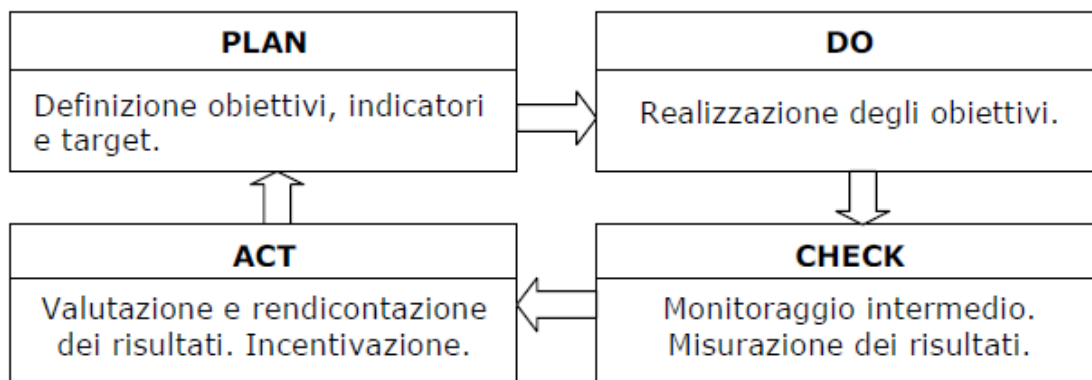 PLAN
Definizione obiettivi, indicatori
e target.
DO
Realizzazione degli obiettivi.
ACT
Valutazione e rendicontazione
dei risultati. Incentivazione.
CHECK
Monitoraggio intermedio.
Misurazione dei risultati.